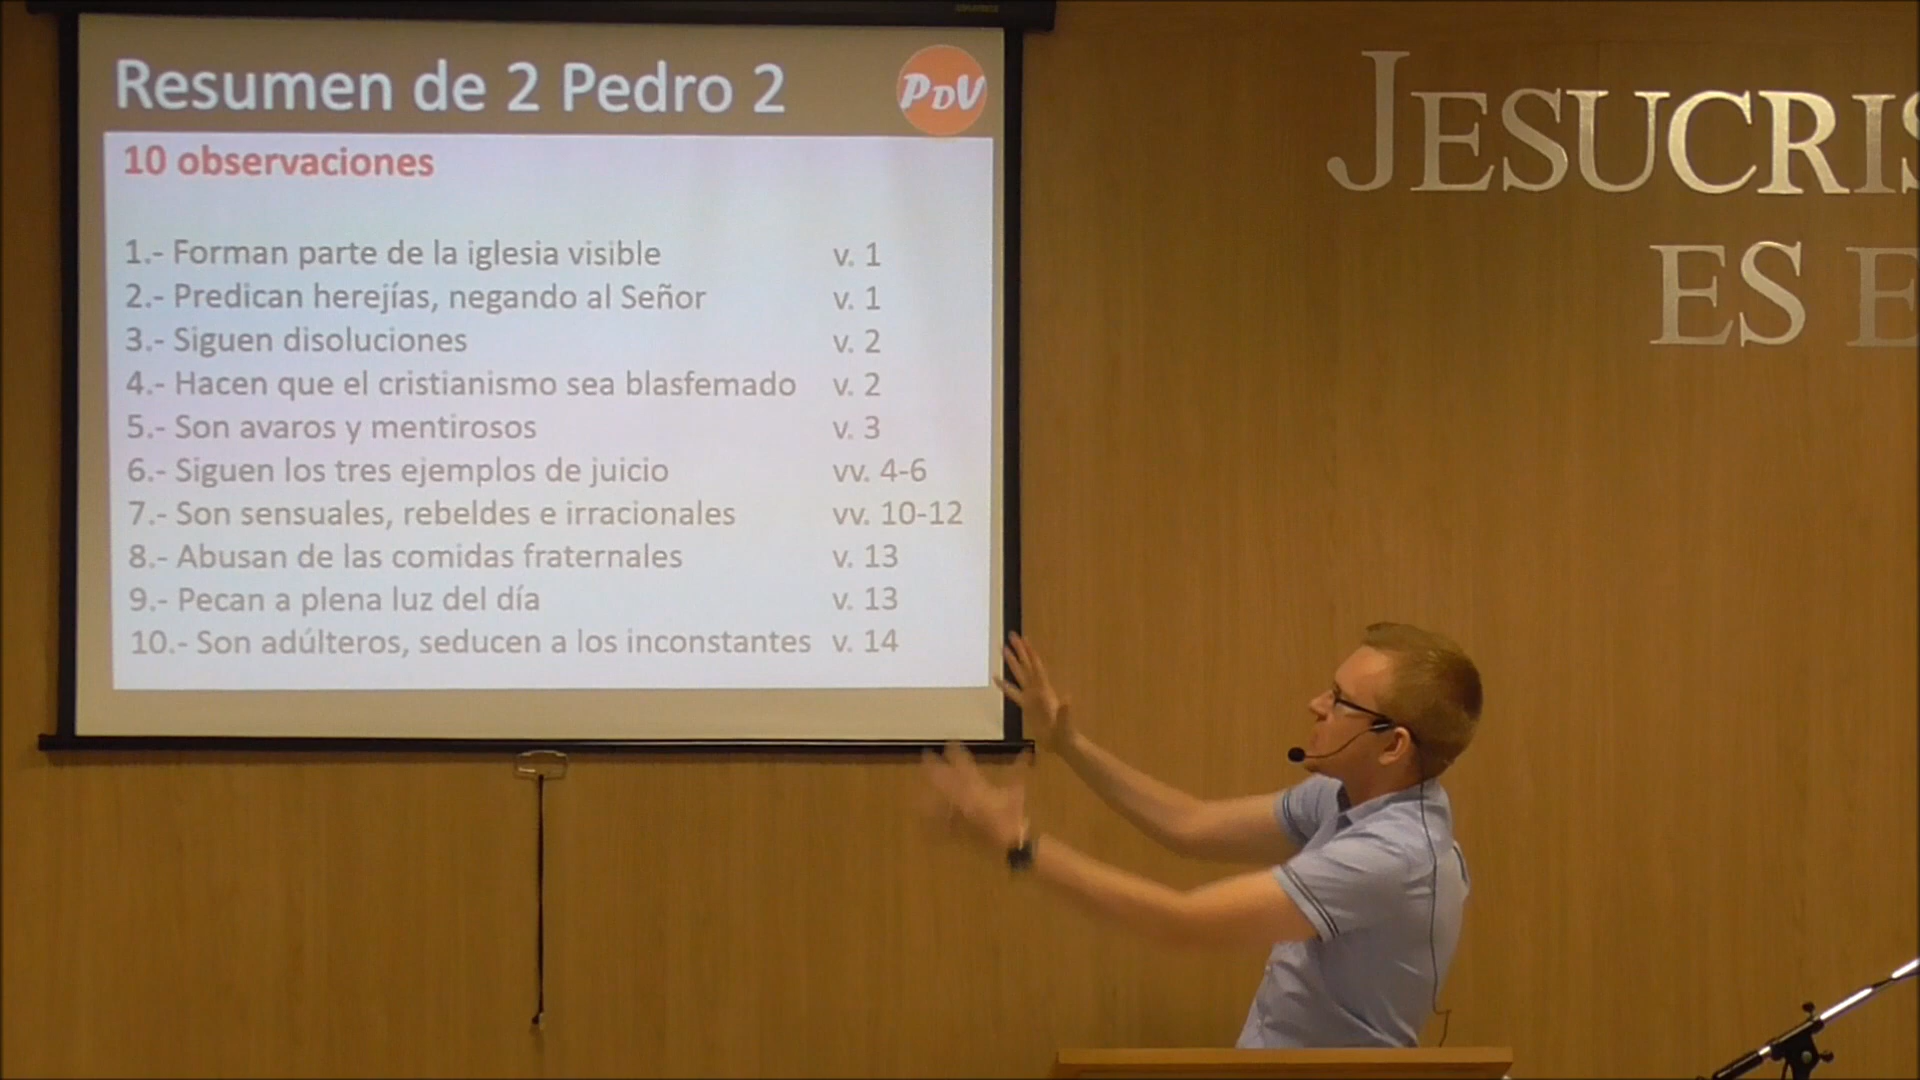 Resumen de 2 Pedro 2
PDV
10 observaciones
1.- Forman parte de la iglesia visible v. 1
2.- Predican herejías, negando al Señor v. 1
3.- Siguen disoluciones v. 2
4.- Hacen que el cristianismo sea blasfemado v. 2
5.- Son avaros y mentirosos v. 3
6.- Siguen los tres ejemplos de juicio vv. 4-6
7.- Son sensuales, rebeldes e irracionales vv. 10-12
8.- Abusan de las comidas fraternales v. 13
9.- Pecan a plena luz del día v. 13
10.- Son adúlteros, seducen a los inconstantes v. 14
JESUCRIS
ES E